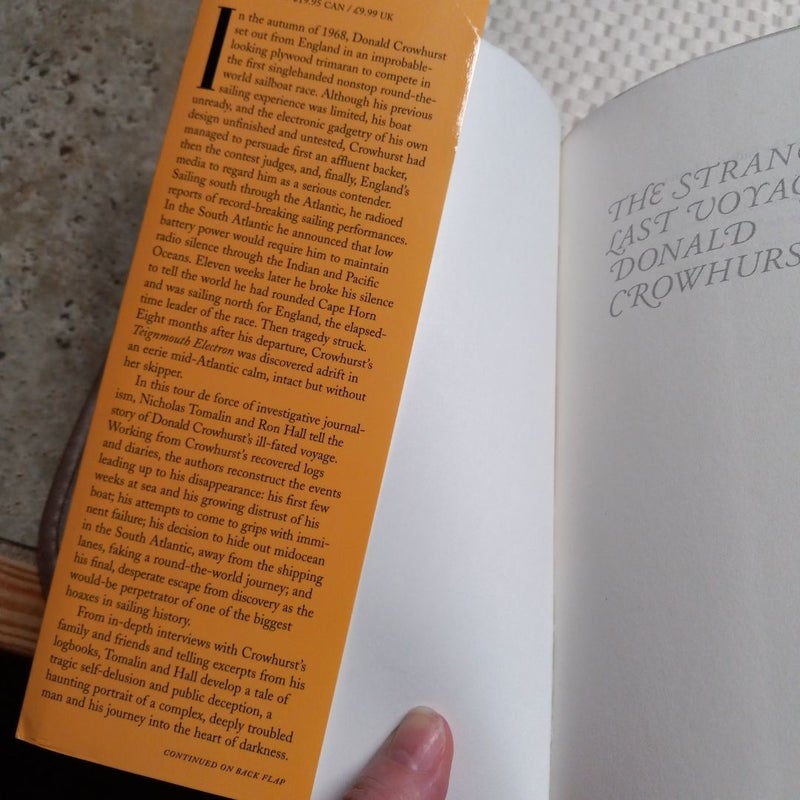 $19.95 CAN / £9.99 UK
In the autumn of 1968, Donald Crowhurst
set out from England in an improbable-
looking plywood trimaran to compete in
the first singlehanded nonstop round-the-
world sailboat race. Although his previous
sailing experience was limited, his boat
unready, and the electronic gadgetry of his own
design unfinished and untested, Crowhurst had
managed to persuade first an affluent backer,
then the contest judges, and, finally, England's
media to regard him as a serious contender.
Sailing south through the Atlantic, he radioed
reports of record-breaking sailing performances.
In the South Atlantic he announced that low
battery power would require him to maintain
radio silence through the Indian and Pacific
Oceans. Eleven weeks later he broke his silence
to tell the world he had rounded Cape Horn
and was sailing north for England, the elapsed-
time leader of the race. Then tragedy struck.
Eight months after his departure, Crowhurst's
Teignmouth Electron was discovered adrift in
an eerie mid-Atlantic calm, intact but without
her skipper.
In this tour de force of investigative journal-
ism, Nicholas Tomalin and Ron Hall tell the
story of Donald Crowhurst's ill-fated voyage.
Working from Crowhurst's recovered logs
and diaries, the authors reconstruct the events
leading up to his disappearance: his first few
weeks at sea and his growing distrust of his
boat; his attempts to come to grips with immi-
nent failure; his decision to hide out midocean
in the South Atlantic, away from the shipping
lanes, faking a round-the-world journey; and
his final, desperate escape from discovery as the
would-be perpetrator of one of the biggest
hoaxes in sailing history.
From in-depth interviews with Crowhurst's
family and friends and telling excerpts from his
logbooks, Tomalin and Hall develop a tale of
tragic self-delusion and public deception, a
haunting portrait of a complex, deeply troubled
man and his journey into the heart of darkness.
CONTINUED ON BACK FLAP
THE STRANG
LAST VOYAG
DONALD
CROWHURS